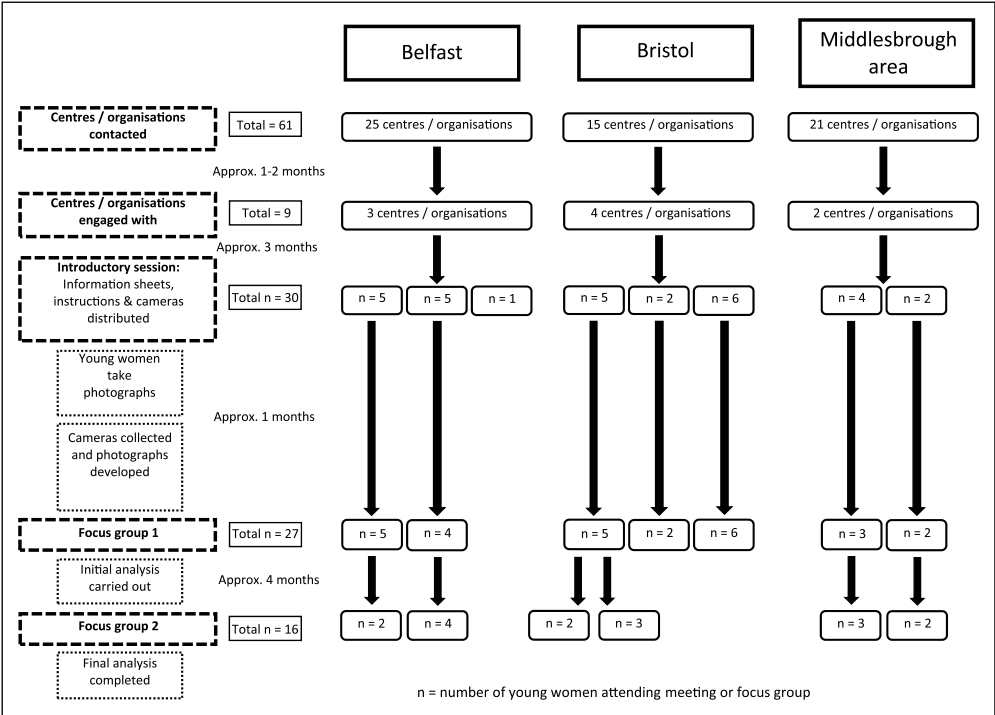 Belfast
Bristol
Middlesbrough
area
Centres / organisations
contacted
Total = 61
25 centres / organisations
15 centres / organisations
21 centres / organisations
Approx. 1-2 months
Centres / organisations
engaged with
Total = 9
3 centres / organisations
4 centres / organisations
2 centres / organisations
Approx. 3 months
Introductory session:
Information sheets,
instructions & cameras
distributed
Total n = 30
n = 5
n = 5
n = 1
n = 5
n = 2
n = 6
n = 4
n = 2
Young women
take
photographs
Approx. 1 months
Cameras collected
and photographs
developed
Focus group 1
Total n = 27
n = 5
n = 4
n = 5
n = 2
n = 6
n = 3
n = 2
Initial analysis
carried out
Approx. 4 months
Focus group 2
Total n = 16
n = 2
n = 4
n = 2
n = 3
n = 3
n = 2
Final analysis
completed
n = number of young women attending meeting or focus group